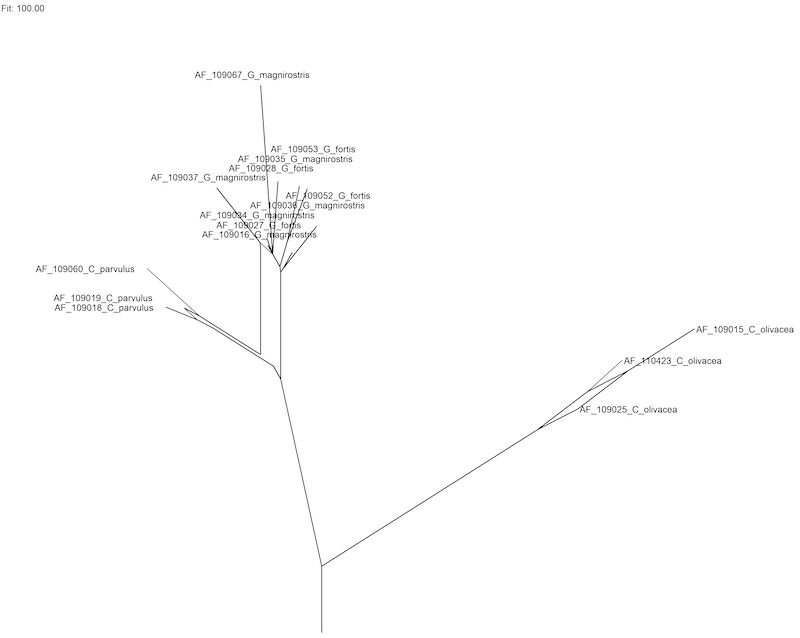 Fit: 100.00
AF_109067_G_magnirostris
AF_109053_G_fortis
AF_109035_G_magnirostris
AF_109028_G_fortis
AF_109037_G_magnirostris
AF_109052_G_fortis
AF_109036_G_magnirostris
AF_109034_G_magnirostris
AF_109027_G_fortis
AF_109016_G_magnirostris
AF_109060_C_parvulus
AF_109019_C_parvulus
AF_109018_C_parvulus
AF_109015_C_olivacea
AF_110423_C_olivacea
AF_109025_C_olivacea